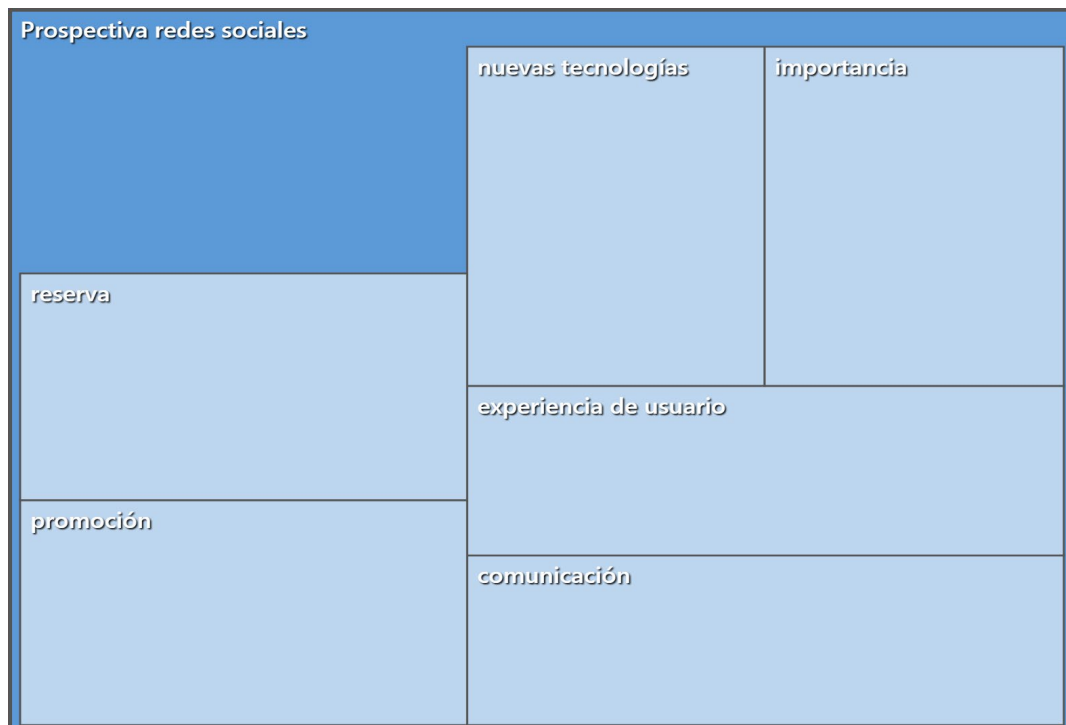 Prospectiva redes sociales
nuevas tecnologías
importancia
reserva
experiencia de usuario
promoción
comunicación